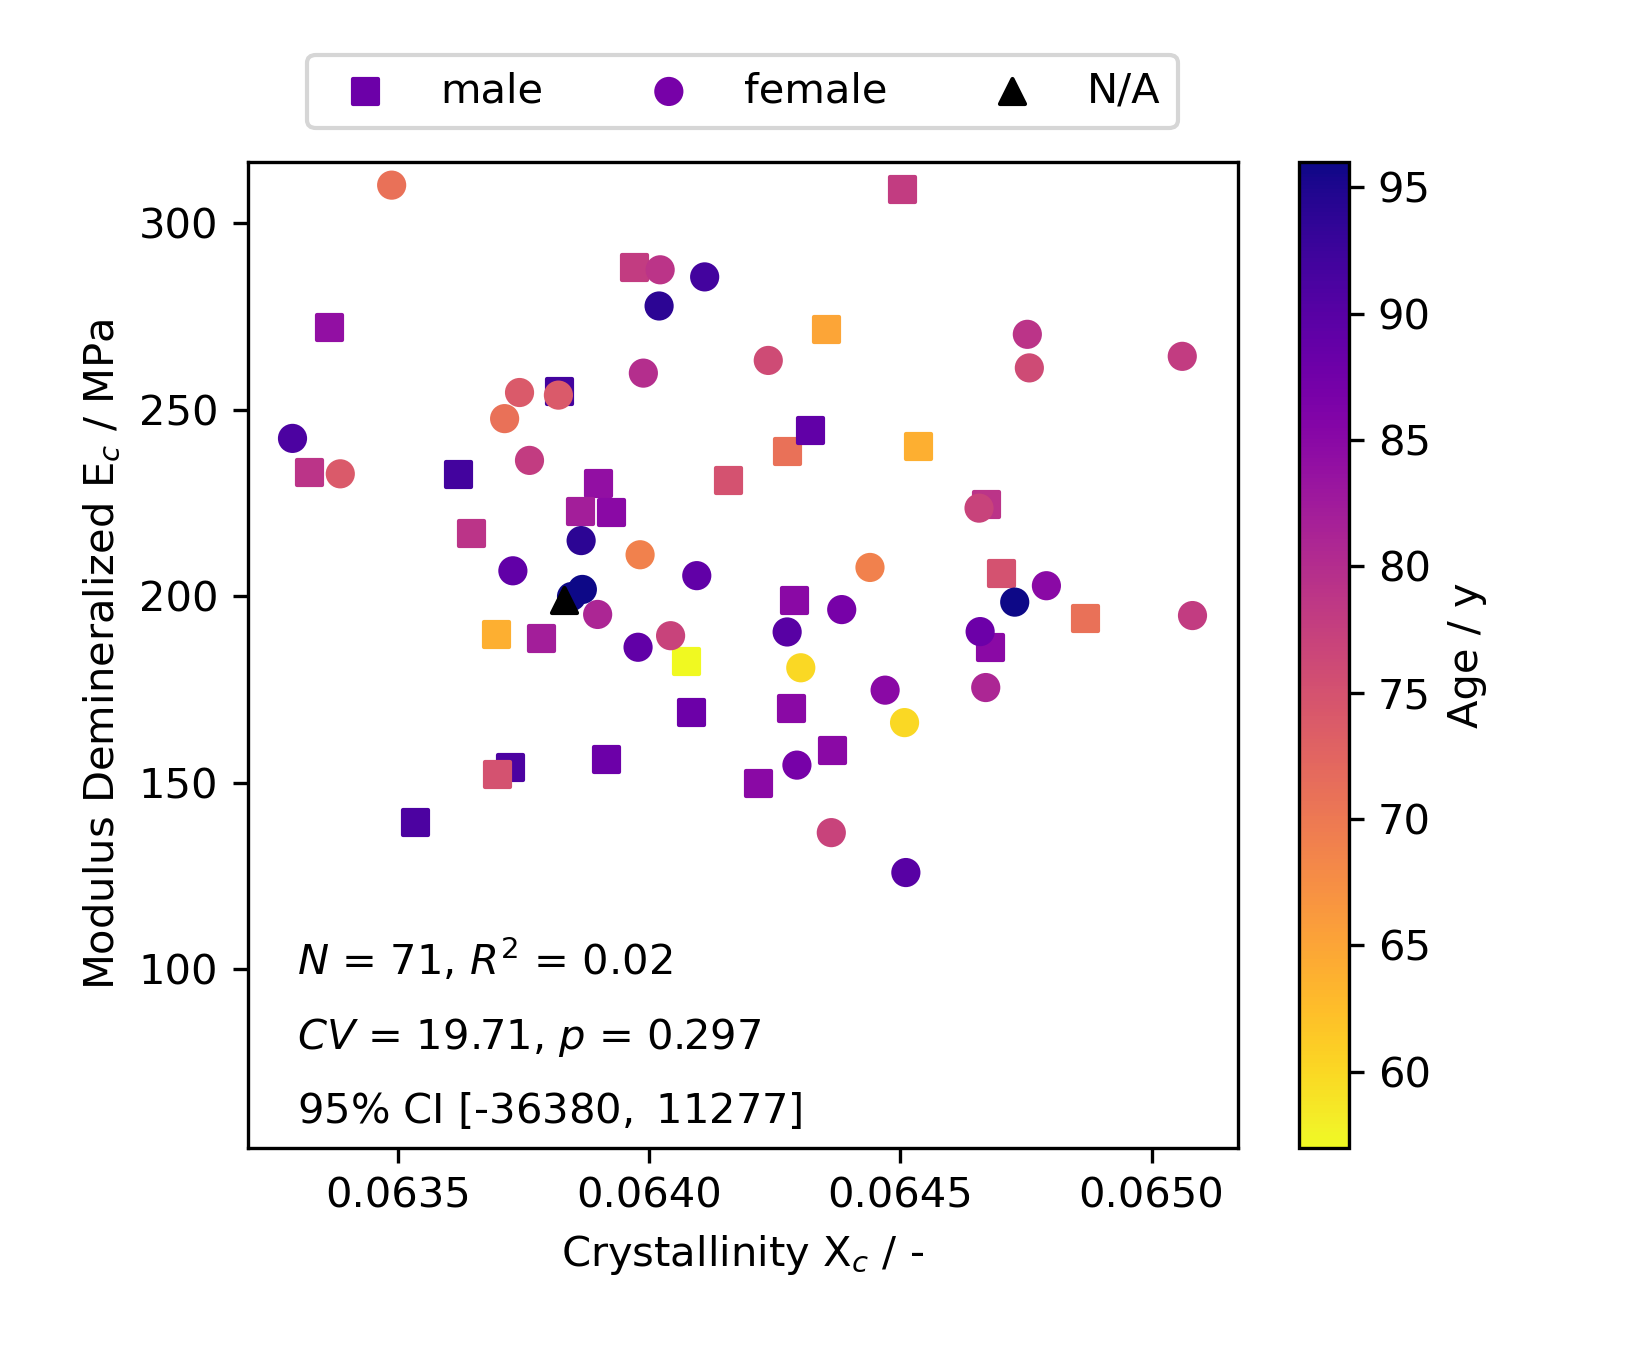 male female N/A
300
250
200
150
100
Modulus Demineralized E_c / MPa
N = 71, R² = 0.02
CV = 19.71, p = 0.297
95% CI [-36380, 11277]
0.0635 0.0640 0.0645 0.0650
Crystallinity X_c / -
95
90
85
80
75
70
65
60
Age / y